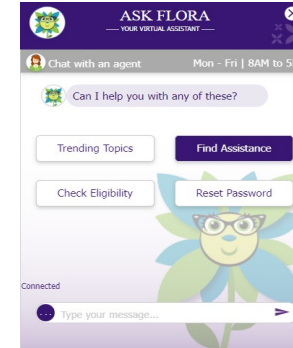 ASK FLORA
YOUR VIRTUAL ASSISTANT
Chat with an agent
Mon - Fri | 8AM to 5
Can I help you with any of these?
Trending Topics
Find Assistance
Check Eligibility
Reset Password
Connected
Type your message...